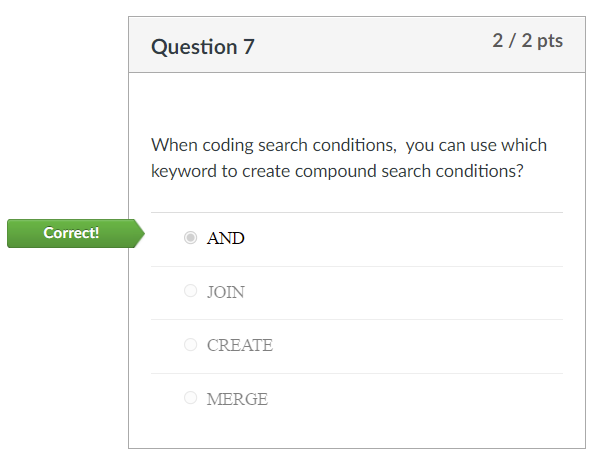 Question 7
2 / 2 pts
When coding search conditions,  you can use which
keyword to create compound search conditions?
Correct!
AND
JOIN
CREATE
MERGE